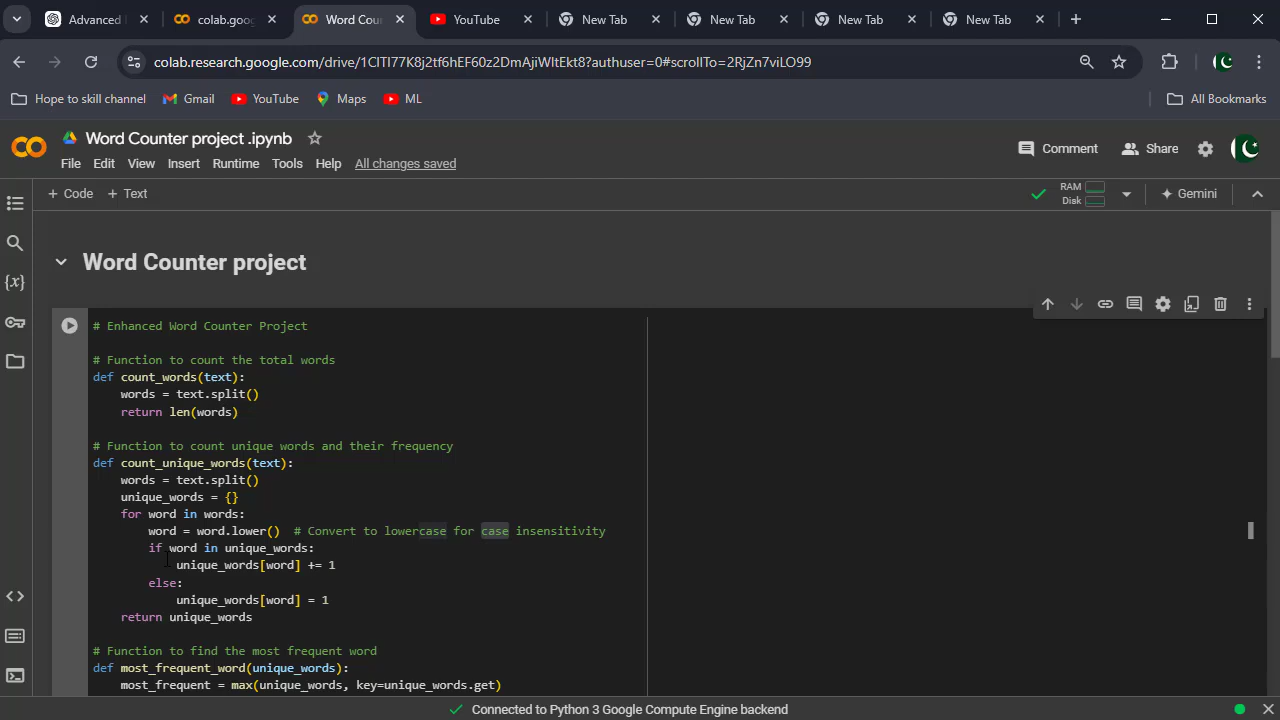 Advanced
colab.goo
Word Cou
YouTube
New Tab
New Tab
New Tab
New Tab
colab.research.google.com/drive/1ClTI77K8j2tf6hEF60z2DmAjiWltEkt8?authuser=0#scrollTo=2RjZn7viLO99
Hope to skill channel
Gmail
YouTube
Maps
ML
All Bookmarks
Word Counter project .ipynb
File Edit View Insert Runtime Tools Help All changes saved
Comment
Share
+ Code + Text
RAM
Disk
Gemini
Word Counter project
# Enhanced Word Counter Project
# Function to count the total words
def count_words(text):
words = text.split()
return len(words)
# Function to count unique words and their frequency
def count_unique_words(text):
words = text.split()
unique_words = {}
for word in words:
word = word.lower() # Convert to lowercase for case insensitivity
if word in unique_words:
unique_words[word] += 1
else:
unique_words[word] = 1
return unique_words
# Function to find the most frequent word
def most_frequent_word(unique_words):
most_frequent = max(unique_words, key=unique_words.get)
Connected to Python 3 Google Compute Engine backend